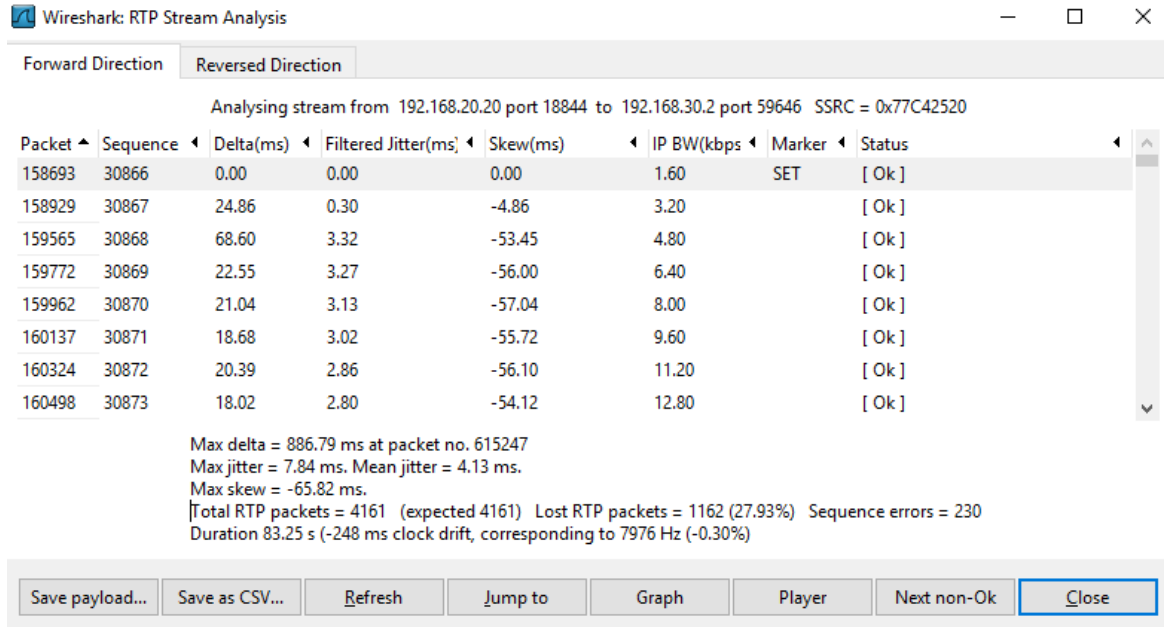 Wireshark: RTP Stream Analysis
Forward Direction Reversed Direction
Analysing stream from 192.168.20.20 port 18844 to 192.168.30.2 port 59646 SSRC = 0x77C42520
Packet Sequence Delta(ms) Filtered Jitter(ms) Skew(ms) IP BW(kbps Marker Status
158693 30866 0.00 0.00 0.00 1.60 SET [ Ok ]
158929 30867 24.86 0.30 -4.86 3.20 [ Ok ]
159565 30868 68.60 3.32 -53.45 4.80 [ Ok ]
159772 30869 22.55 3.27 -56.00 6.40 [ Ok ]
159962 30870 21.04 3.13 -57.04 8.00 [ Ok ]
160137 30871 18.68 3.02 -55.72 9.60 [ Ok ]
160324 30872 20.39 2.86 -56.10 11.20 [ Ok ]
160498 30873 18.02 2.80 -54.12 12.80 [ Ok ]
Max delta = 886.79 ms at packet no. 615247
Max jitter = 7.84 ms. Mean jitter = 4.13 ms.
Max skew = -65.82 ms.
Total RTP packets = 4161 (expected 4161) Lost RTP packets = 1162 (27.93%) Sequence errors = 230
Duration 83.25 s (-248 ms clock drift, corresponding to 7976 Hz (-0.30%)
Save payload... Save as CSV... Refresh Jump to Graph Player Next non-Ok Close